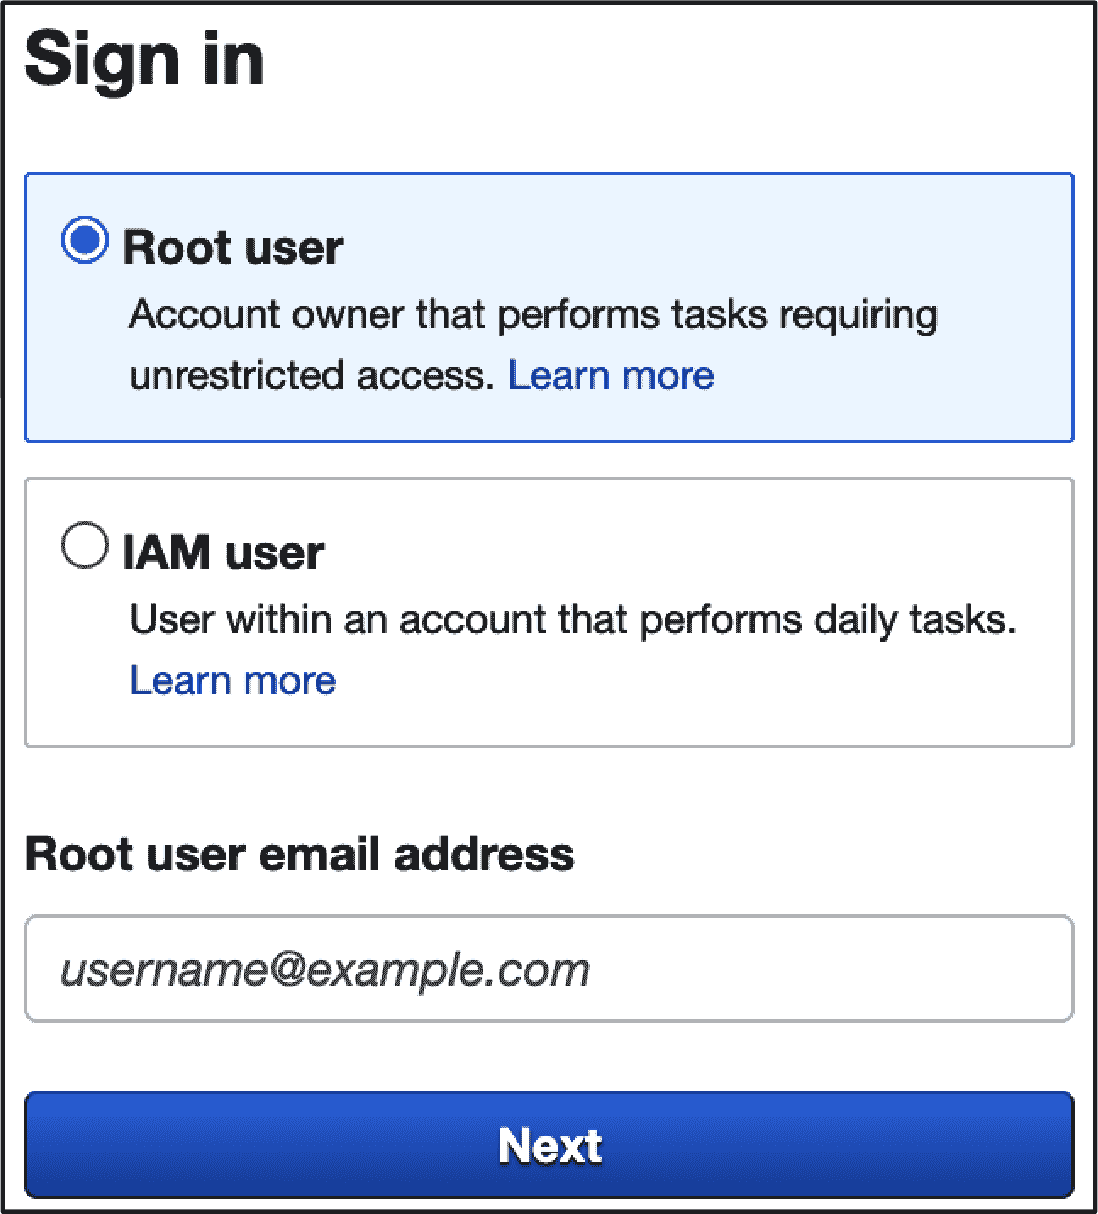 Sign in
Root user
Account owner that performs tasks requiring
unrestricted access. Learn more
IAM user
User within an account that performs daily tasks.
Learn more
Root user email address
username@example.com
Next